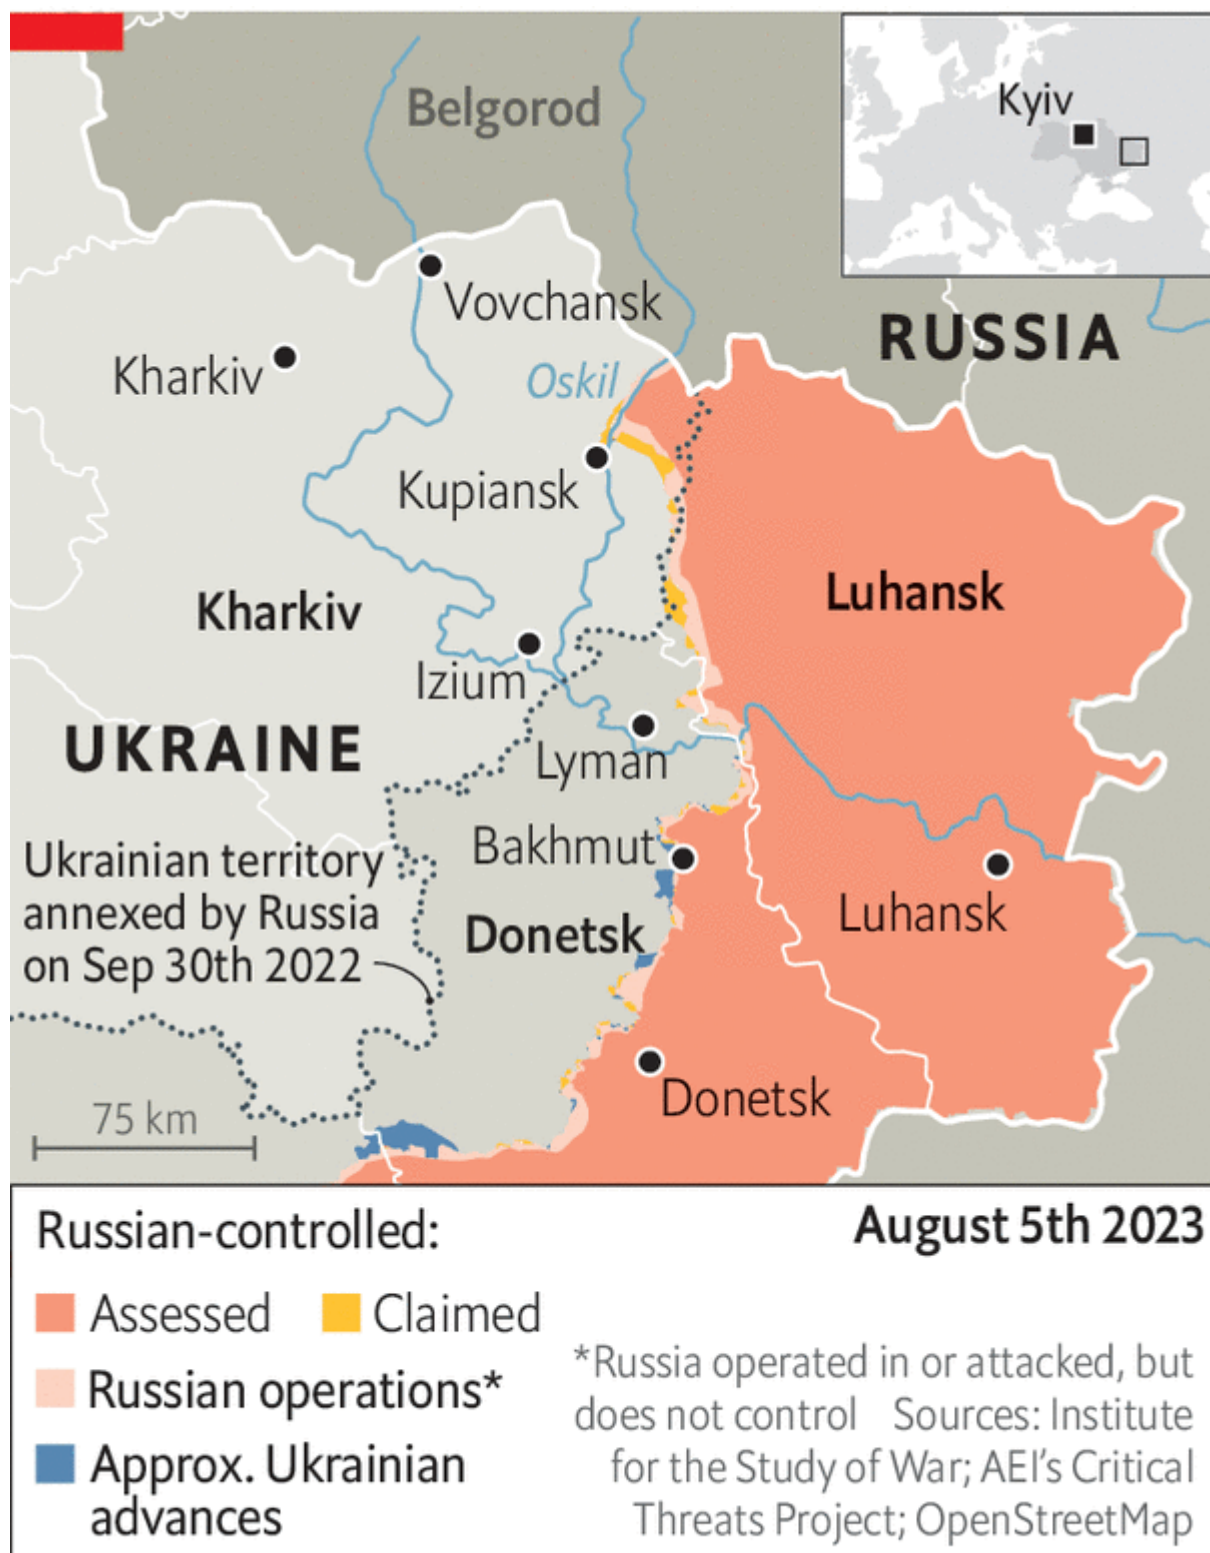 Belgorod
Kyiv
Vovchansk
RUSSIA
Kharkiv
Oskil
Kupiansk
Luhansk
Kharkiv
Izium
UKRAINE
Lyman
Bakhmut
Ukrainian territory
annexed by Russia
on Sep 30th 2022
Luhansk
Donetsk
Donetsk
75 km
Russian-controlled:
August 5th 2023
Assessed
Claimed
Russian operations*
Approx. Ukrainian
advances
*Russia operated in or attacked, but
does not control Sources: Institute
for the Study of War; AEI's Critical
Threats Project; OpenStreetMap